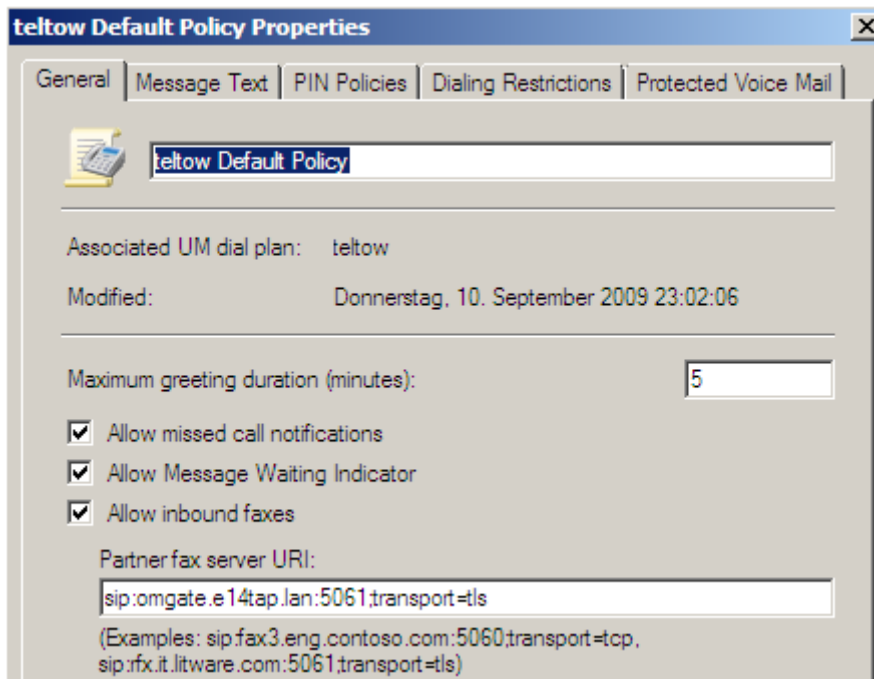 teltow Default Policy Properties
General Message Text PIN Policies Dialing Restrictions Protected Voice Mail
teltow Default Policy
Associated UM dial plan: teltow
Modified: Donnerstag, 10. September 2009 23:02:06
Maximum greeting duration (minutes): 5
Allow missed call notifications
Allow Message Waiting Indicator
Allow inbound faxes
Partner fax server URI:
sip:omgate.e14tap.lan:5061;transport=tls
(Examples: sip:fax3.eng.contoso.com:5060;transport=tcp,
sip:rfx.it.litware.com:5061;transport=tls)